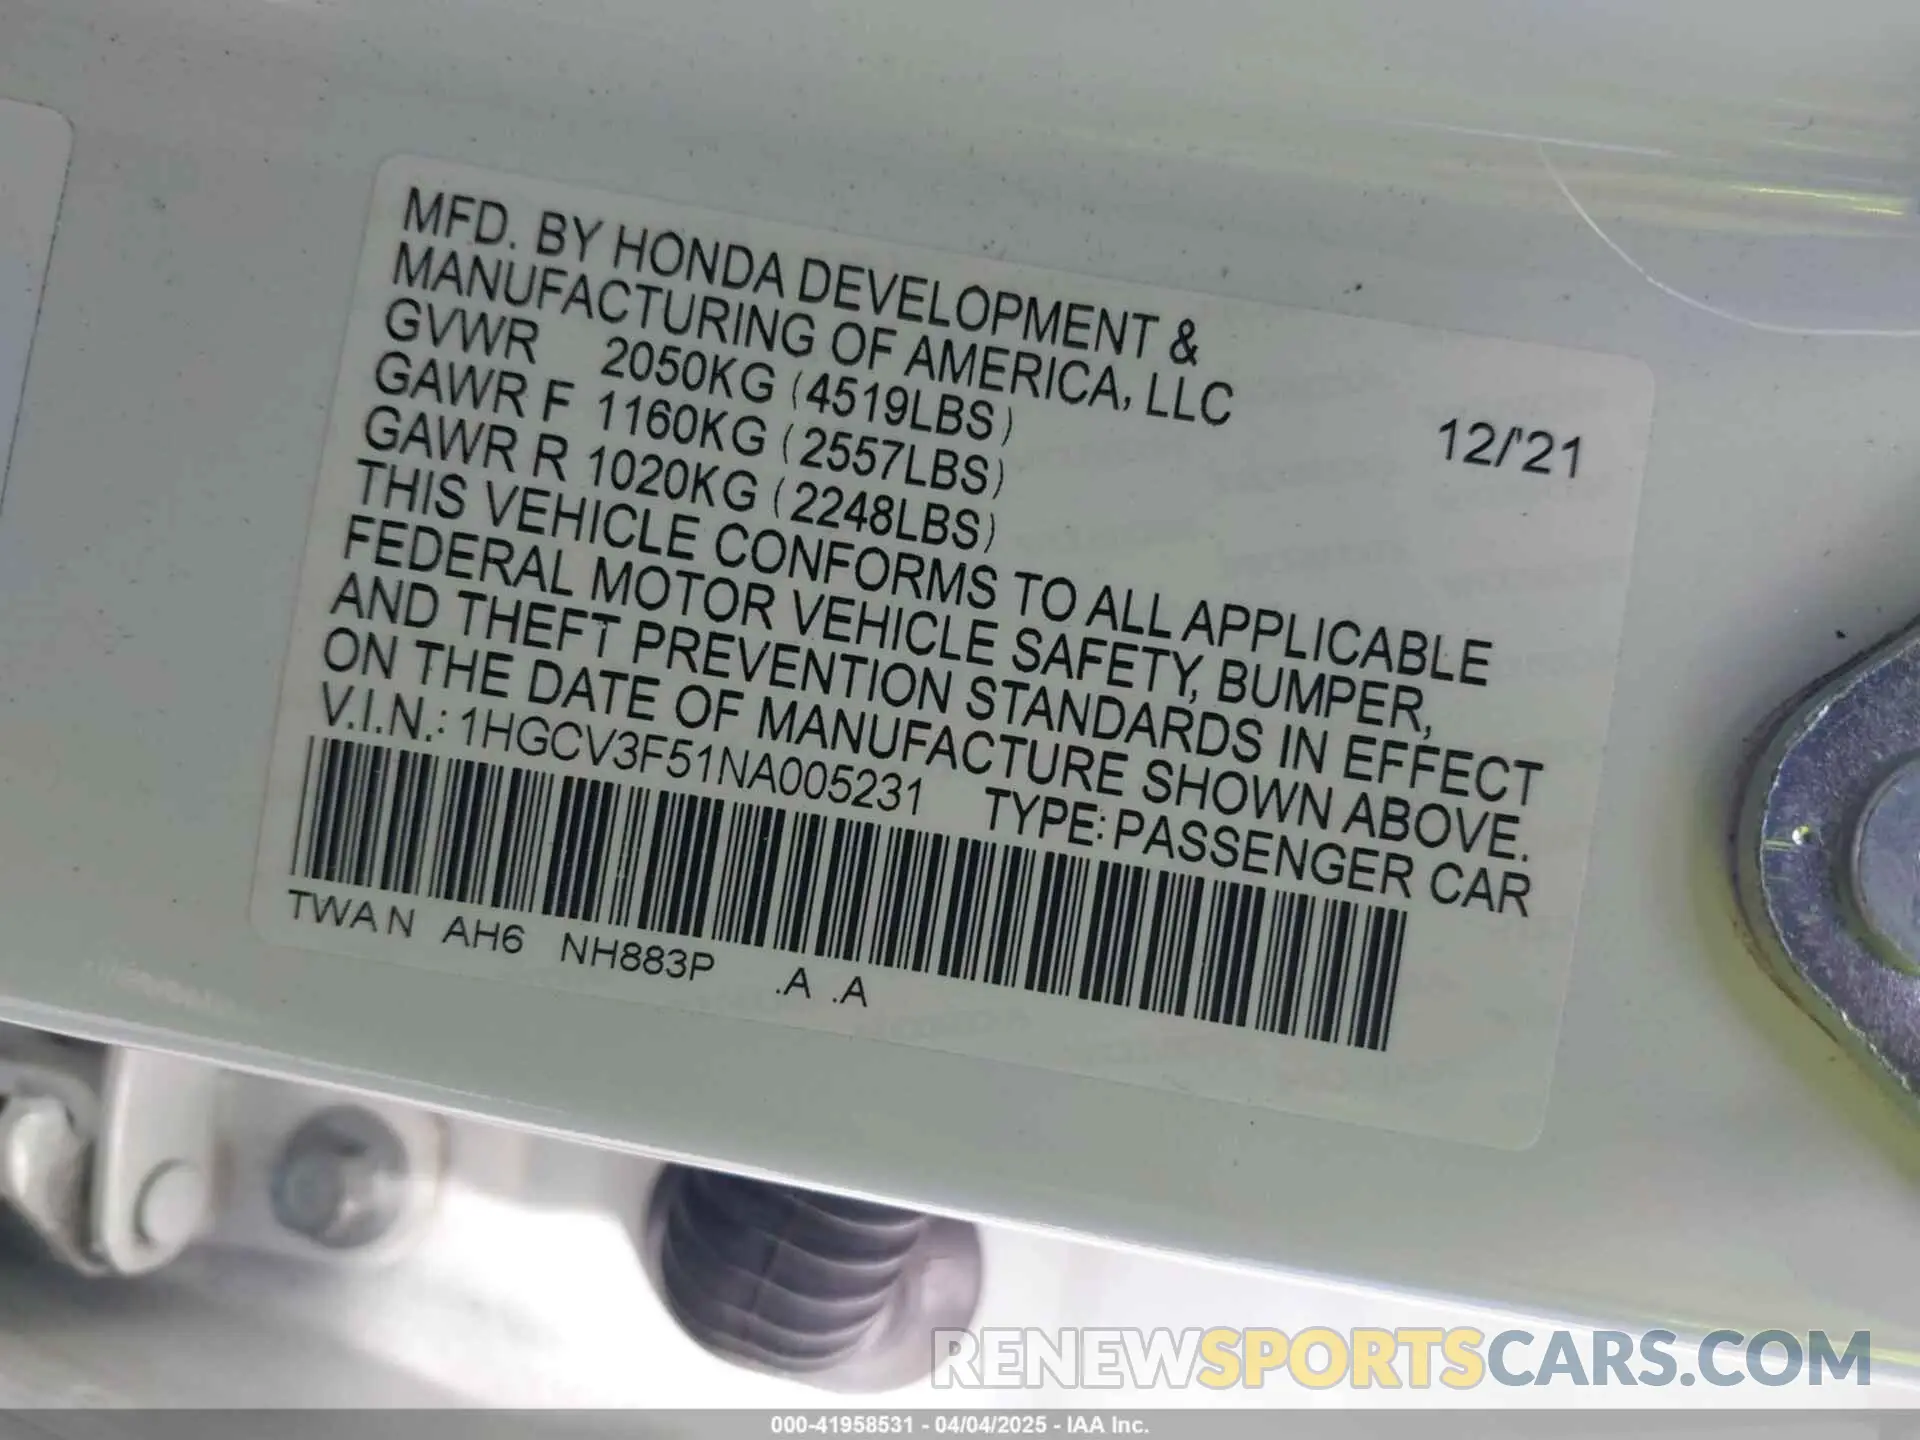 MFD. BY HONDA DEVELOPMENT &
MANUFACTURING OF AMERICA, LLC
GVWR 2050KG (4519LBS) 12/'21
GAWR F 1160KG (2557LBS)
GAWR R 1020KG (2248LBS)
THIS VEHICLE CONFORMS TO ALL APPLICABLE
FEDERAL MOTOR VEHICLE SAFETY, BUMPER,
AND THEFT PREVENTION STANDARDS IN EFFECT
ON THE DATE OF MANUFACTURE SHOWN ABOVE.
V.I.N.: 1HGCV3F51NA005231 TYPE: PASSENGER CAR
TWAN AH6 NH883P .A .A
RENEWSPORTSCARS.COM
000-41958531 - 04/04/2025 - IAA Inc.